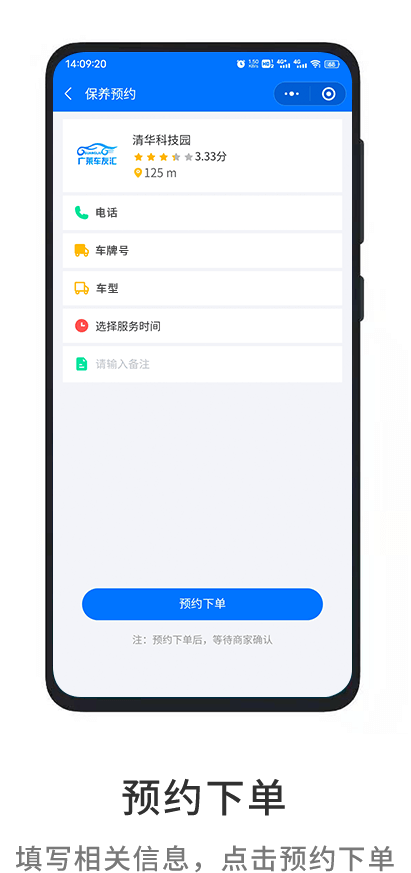 14:09:20
保养预约
清华科技园
3.33分
广莱车友汇
125 m
电话
车牌号
车型
选择服务时间
请输入备注
预约下单
注：预约下单后，等待商家确认
预约下单
填写相关信息，点击预约下单